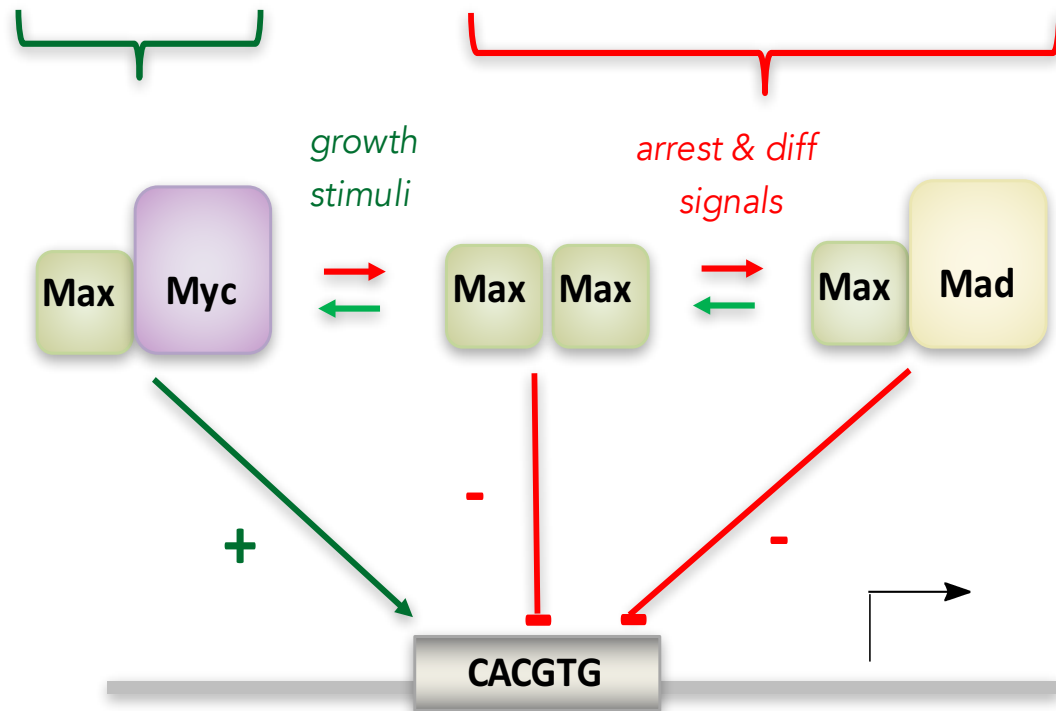 growth
stimuli
arrest & diff
signals
Max
Myc
Max
Max
Max
Mad
-
-
+
CACGTG